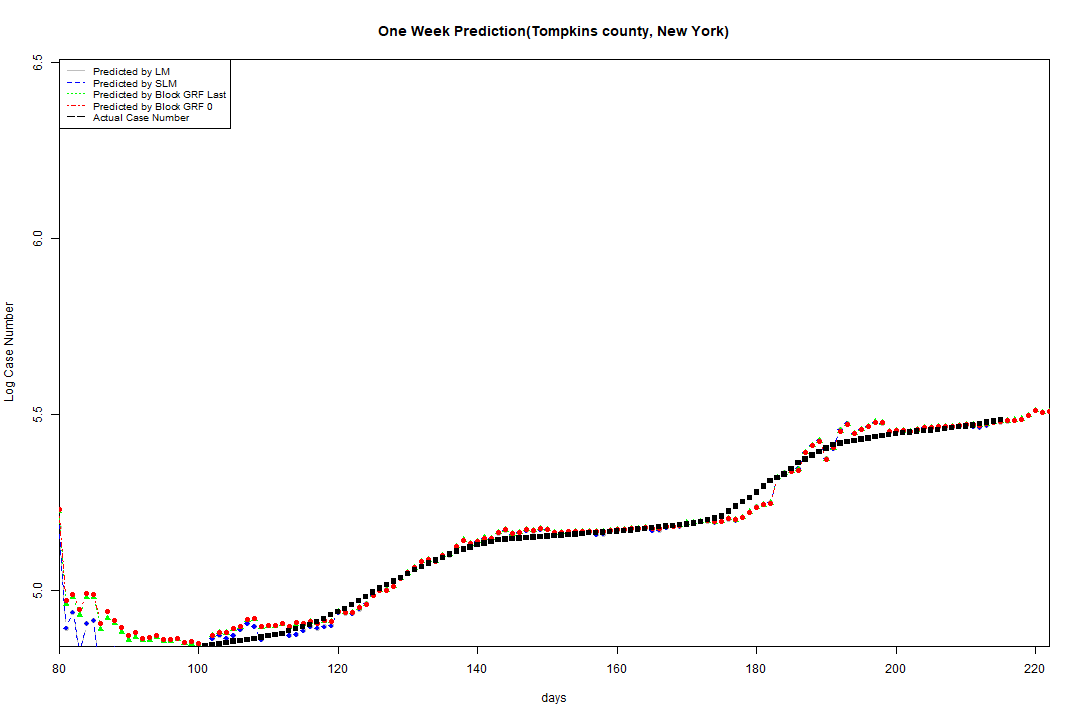 One Week Prediction(Tompkins county, New York)
Predicted by LM
Predicted by SLM
Predicted by Block GRF Last
Predicted by Block GRF 0
Actual Case Number
6.5
6.0
5.5
5.0
Log Case Number
80 100 120 140 160 180 200 220
days